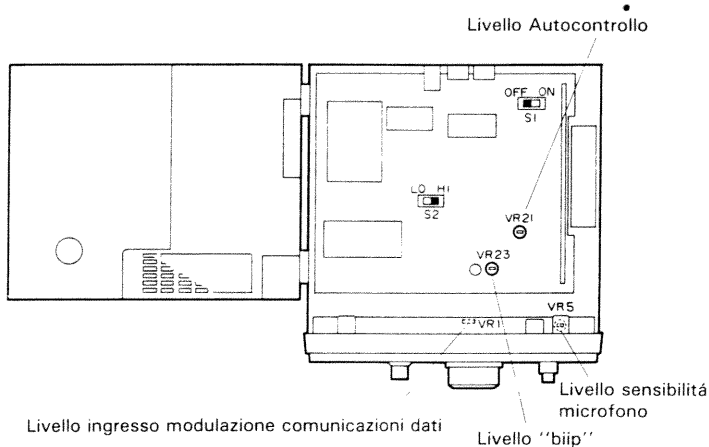 Livello Autocontrollo
OFF ON
S1
LO HI
S2
VR21
VR23
VR5
VR1
Livello sensibilitá
microfono
Livello ingresso modulazione comunicazioni dati
Livello ''biip''